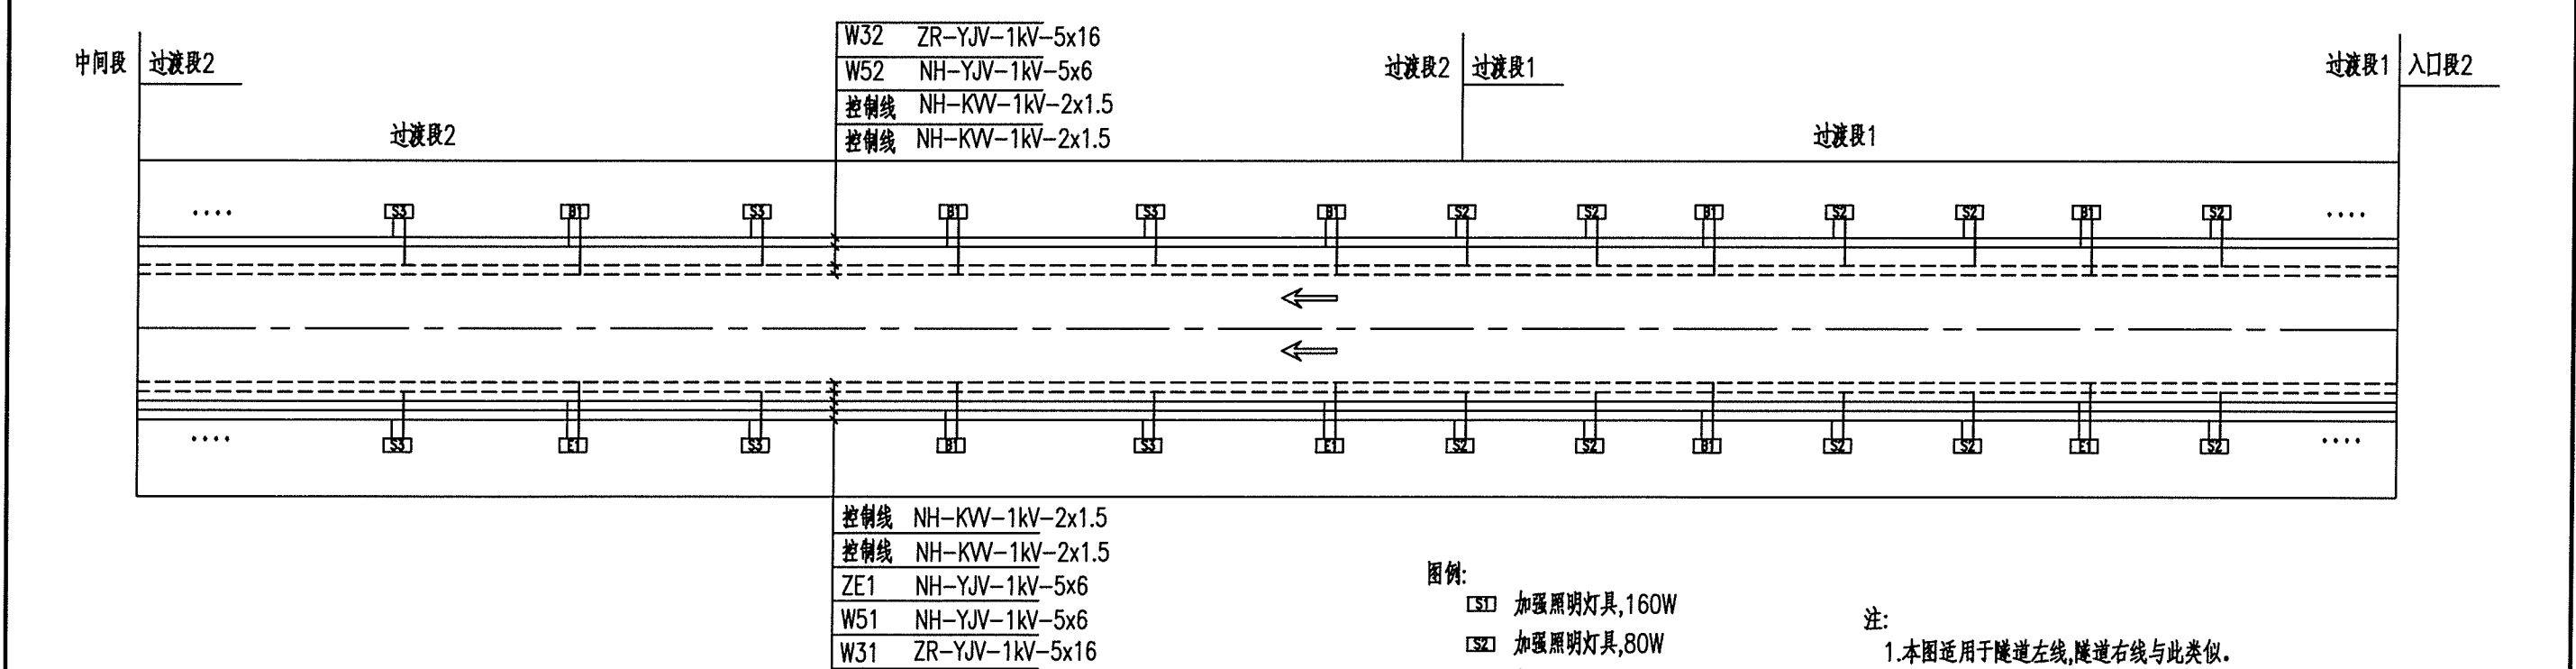 W32 ZR-YJV-1kV-5x16
中间段 过渡段2
W52 NH-YJV-1kV-5x6
过渡段2 过渡段1
过渡段1 入口段2
控制线 NH-KVV-1kV-2x1.5
过渡段2
控制线 NH-KVV-1kV-2x1.5
过渡段1
S3 B1 S3 B1 S3 B1 S2 S2 B1 S2 S2 B1 S2
S3 E1 S3 B1 S3 E1 S2 S2 B1 S2 S2 E1 S2
控制线 NH-KVV-1kV-2x1.5
控制线 NH-KVV-1kV-2x1.5
ZE1 NH-YJV-1kV-5x6
W51 NH-YJV-1kV-5x6
W31 ZR-YJV-1kV-5x16
图例:
S1 加强照明灯具,160W
S2 加强照明灯具,80W
注:
1.本图适用于隧道左线,隧道右线与此类似.